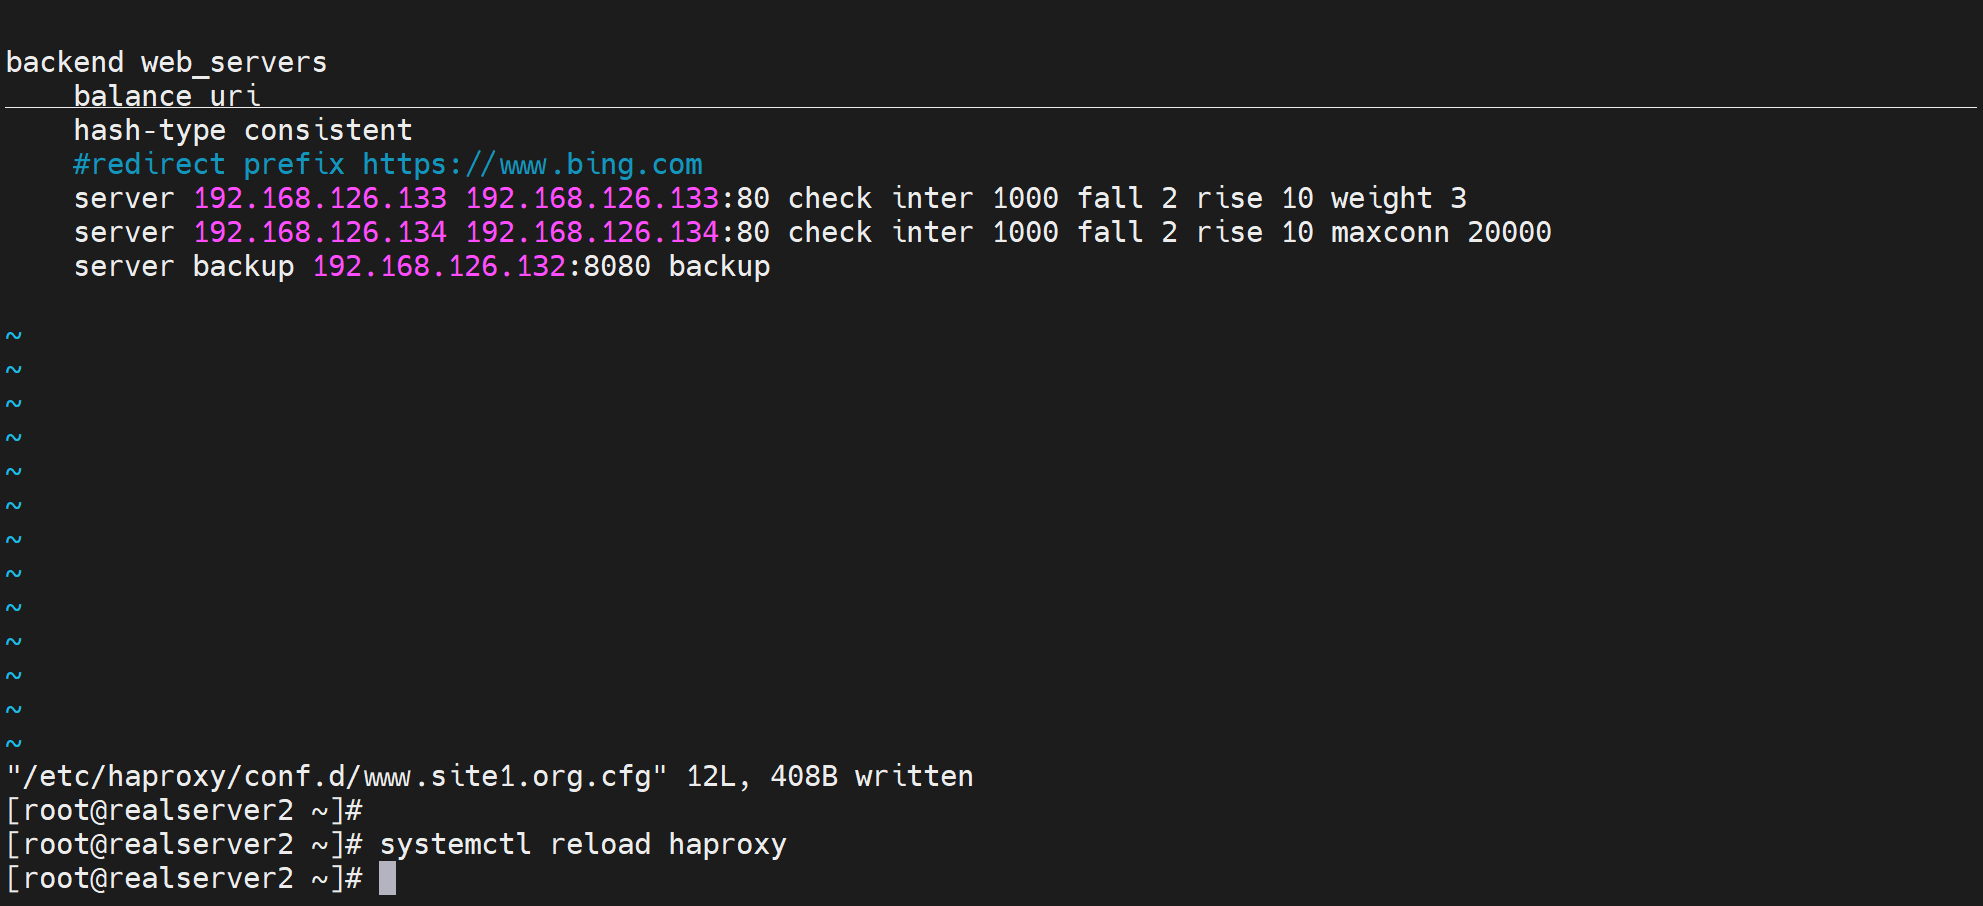 backend web_servers
    balance uri
    hash-type consistent
    #redirect prefix https://www.bing.com
    server 192.168.126.133 192.168.126.133:80 check inter 1000 fall 2 rise 10 weight 3
    server 192.168.126.134 192.168.126.134:80 check inter 1000 fall 2 rise 10 maxconn 20000
    server backup 192.168.126.132:8080 backup
~
~
~
~
~
~
~
~
~
~
~
~
~
"/etc/haproxy/conf.d/www.site1.org.cfg" 12L, 408B written
[root@realserver2 ~]#
[root@realserver2 ~]# systemctl reload haproxy
[root@realserver2 ~]#